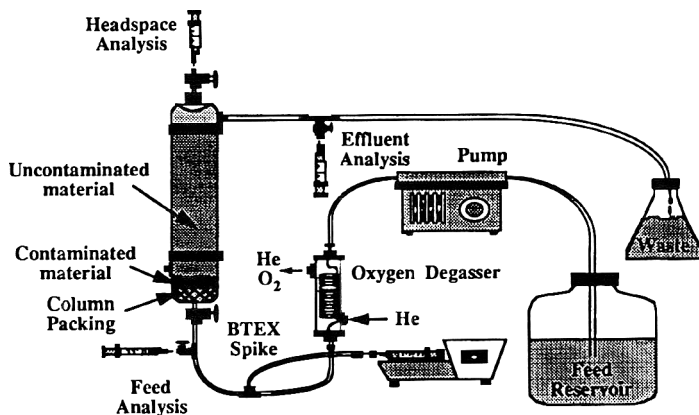 Headspace
Analysis
Uncontaminated
material
Contaminated
material
Column
Packing
Feed
Analysis
BTEX
Spike
He
O2
Effluent
Analysis
Oxygen Degasser
He
Pump
Waste
Feed
Reservoir